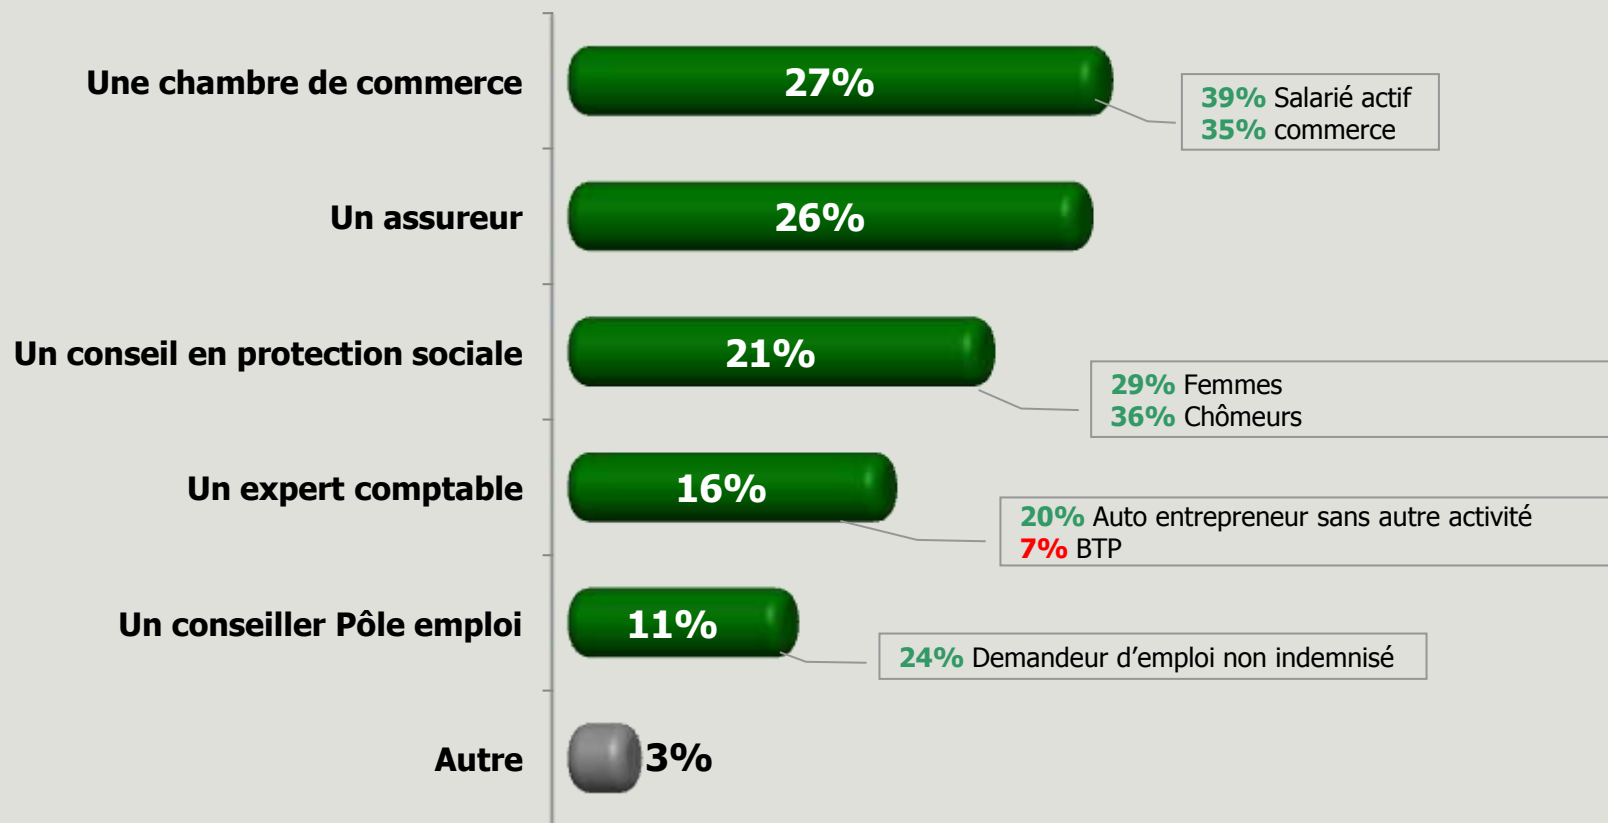 Une chambre de commerce
27%
39% Salarié actif
35% commerce
Un assureur
26%
Un conseil en protection sociale
21%
29% Femmes
36% Chômeurs
Un expert comptable
16%
20% Auto entrepreneur sans autre activité
7% BTP
Un conseiller Pôle emploi
11%
24% Demandeur d’emploi non indemnisé
Autre
3%